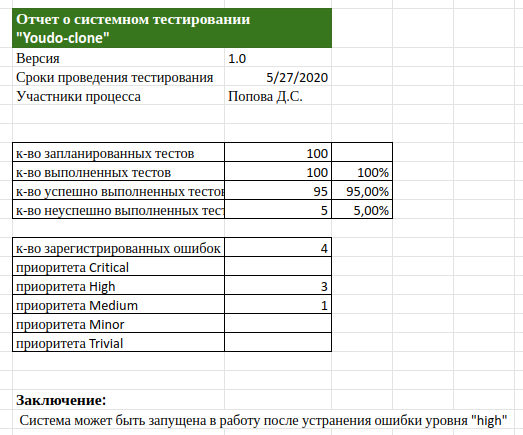 Отчет о системном тестировании
"Youdo-clone"
Версия 1.0
Сроки проведения тестирования 5/27/2020
Участники процесса Попова Д.С.
к-во запланированных тестов 100
к-во выполненных тестов 100 100%
к-во успешно выполненных тестов 95 95,00%
к-во неуспешно выполненных тест 5 5,00%
к-во зарегистрированных ошибок 4
приоритета Critical
приоритета High 3
приоритета Medium 1
приоритета Minor
приоритета Trivial
Заключение:
Система может быть запущена в работу после устранения ошибки уровня "high"